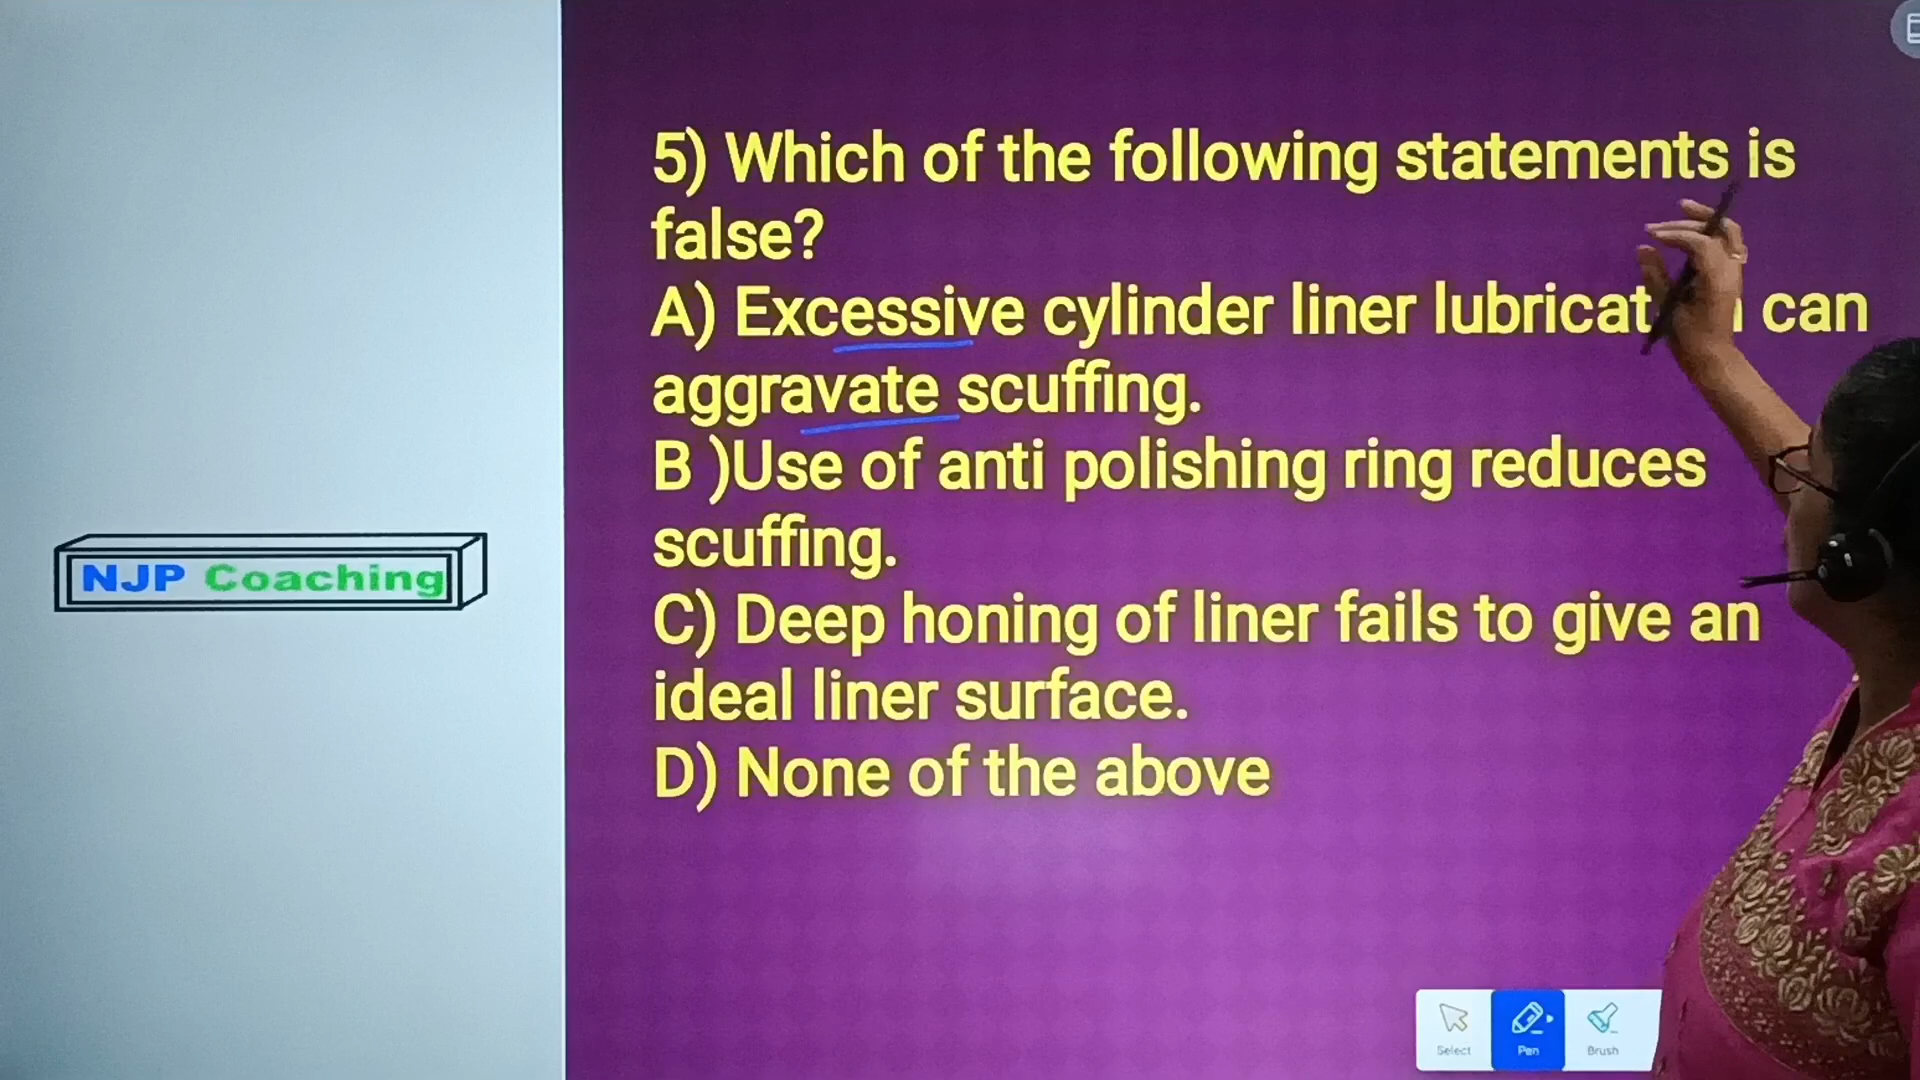 5) Which of the following statements is
false?
A) Excessive cylinder liner can
aggravate scuffing.
B )Use of anti polishing ring reduces
scuffing.
C) Deep honing of liner fails to give an
ideal liner surface.
D) None of the above
NJP Coaching
Select
Pen
Brush